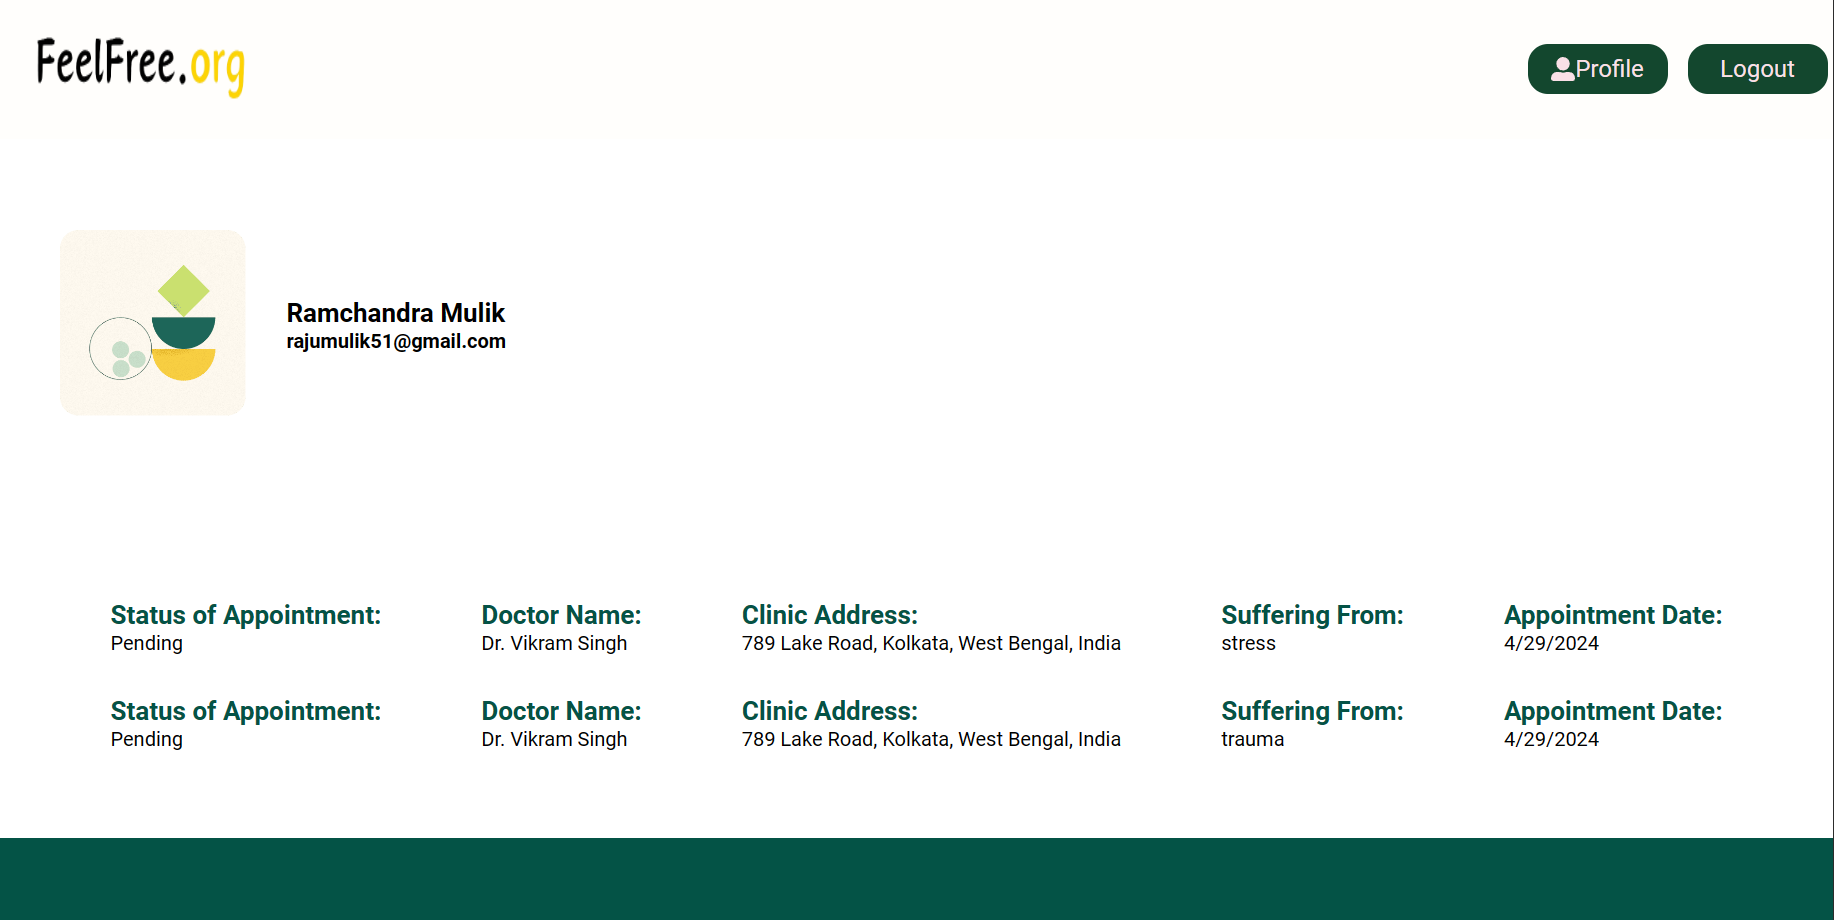 FeelFree.org
Profile
Logout
Ramchandra Mulik
rajumulik51@gmail.com
Status of Appointment: Doctor Name: Clinic Address: Suffering From: Appointment Date:
Pending Dr. Vikram Singh 789 Lake Road, Kolkata, West Bengal, India stress 4/29/2024
Status of Appointment: Doctor Name: Clinic Address: Suffering From: Appointment Date:
Pending Dr. Vikram Singh 789 Lake Road, Kolkata, West Bengal, India trauma 4/29/2024